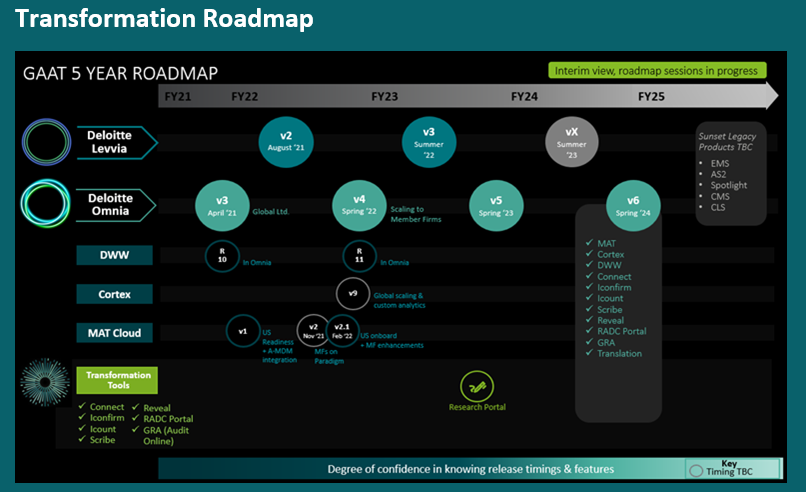 Transformation Roadmap
GAAT 5 YEAR ROADMAP
Interim view, roadmap sessions in progress
FY21
FY22
FY23
FY24
FY25
Deloitte
Levvia
v2
August '21
v3
Summer
'22
vX
Summer
'23
Sunset Legacy
Products TBC
• EMS
• AS2
• Spotlight
• CMS
• CLS
Deloitte
Omnia
v3
April '21
Global Ltd.
v4
Spring '22
Scaling to
Member Firms
v5
Spring '23
v6
Spring '24
✓ MAT
✓ Cortex
✓ DWW
✓ Connect
✓ Iconfirm
✓ Icount
✓ Scribe
✓ Reveal
✓ RADC Portal
✓ GRA
✓ Translation
DWW
R
10
In Omnia
R
11
In Omnia
Cortex
v9
Global scaling &
custom analytics
MAT Cloud
v1
US
Readiness
+ A-MDM
integration
v2
Nov '21
MFs on
Paradigm
v2.1
Feb '22
US onboard
+ MF enhancements
Transformation
Tools
✓ Connect
✓ Iconfirm
✓ Icount
✓ Scribe
✓ Reveal
✓ RADC Portal
✓ GRA (Audit
Online)
Research Portal
Degree of confidence in knowing release timings & features
Key
Timing TBC